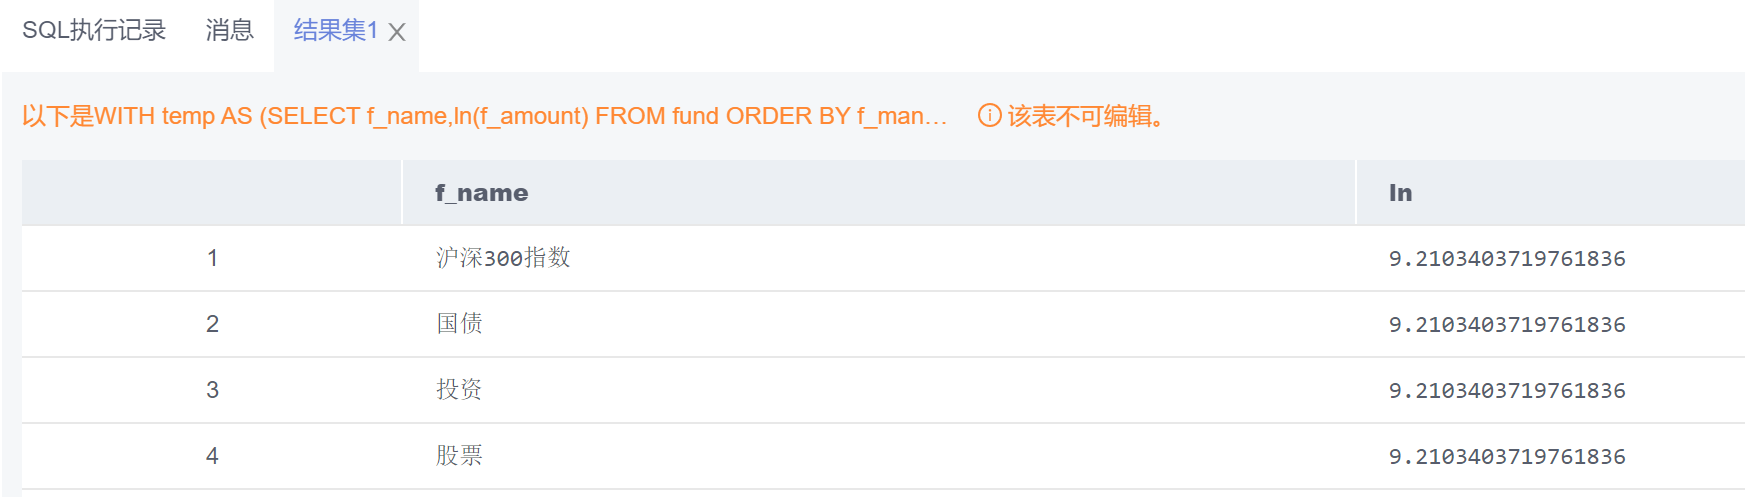 SQL执行记录 消息 结果集1 X
以下是WITH temp AS (SELECT f_name,ln(f_amount) FROM fund ORDER BY f_man… 该表不可编辑。
f_name ln
1 沪深300指数 9.2103403719761836
2 国债 9.2103403719761836
3 投资 9.2103403719761836
4 股票 9.2103403719761836